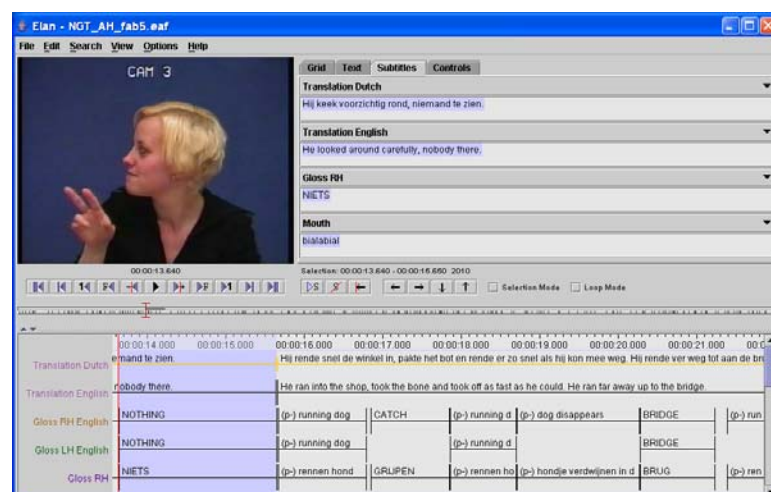 Elan - NGT_AH_fab5.eaf
File Edit Search View Options Help
CAM 3
Grid Text Subtitles Controls
Translation Dutch
Hij keek voorzichtig rond, niemand te zien.
Translation English
He looked around carefully, nobody there.
Gloss RH
NIETS
Mouth
bialabial
00:00:13.640
Selection: 00:00:13.640 - 00:00:15.650 2010
Selection Mode Loop Mode
00:00:14.000 00:00:15.000 00:00:16.000 00:00:17.000 00:00:18.000 00:00:19.000 00:00:20.000 00:00:21.000
Translation Dutch emand te zien. Hij rende snel de winkel in, pakte het bot en rende er zo snel als hij kon mee weg. Hij rende ver weg tot aan de
Translation English nobody there. He ran into the shop, took the bone and took off as fast as he could. He ran far away up to the bridge.
Gloss RH English NOTHING (p-) running dog CATCH (p-) running d (p-) dog disappears BRIDGE (p-) run
Gloss LH English NOTHING (p-) running dog (p-) running d BRIDGE
Gloss RH NIETS (p-) rennen hond GRIJPEN (p-) rennen ho (p-) hondje verdwijnen in d BRUG (p-) ren